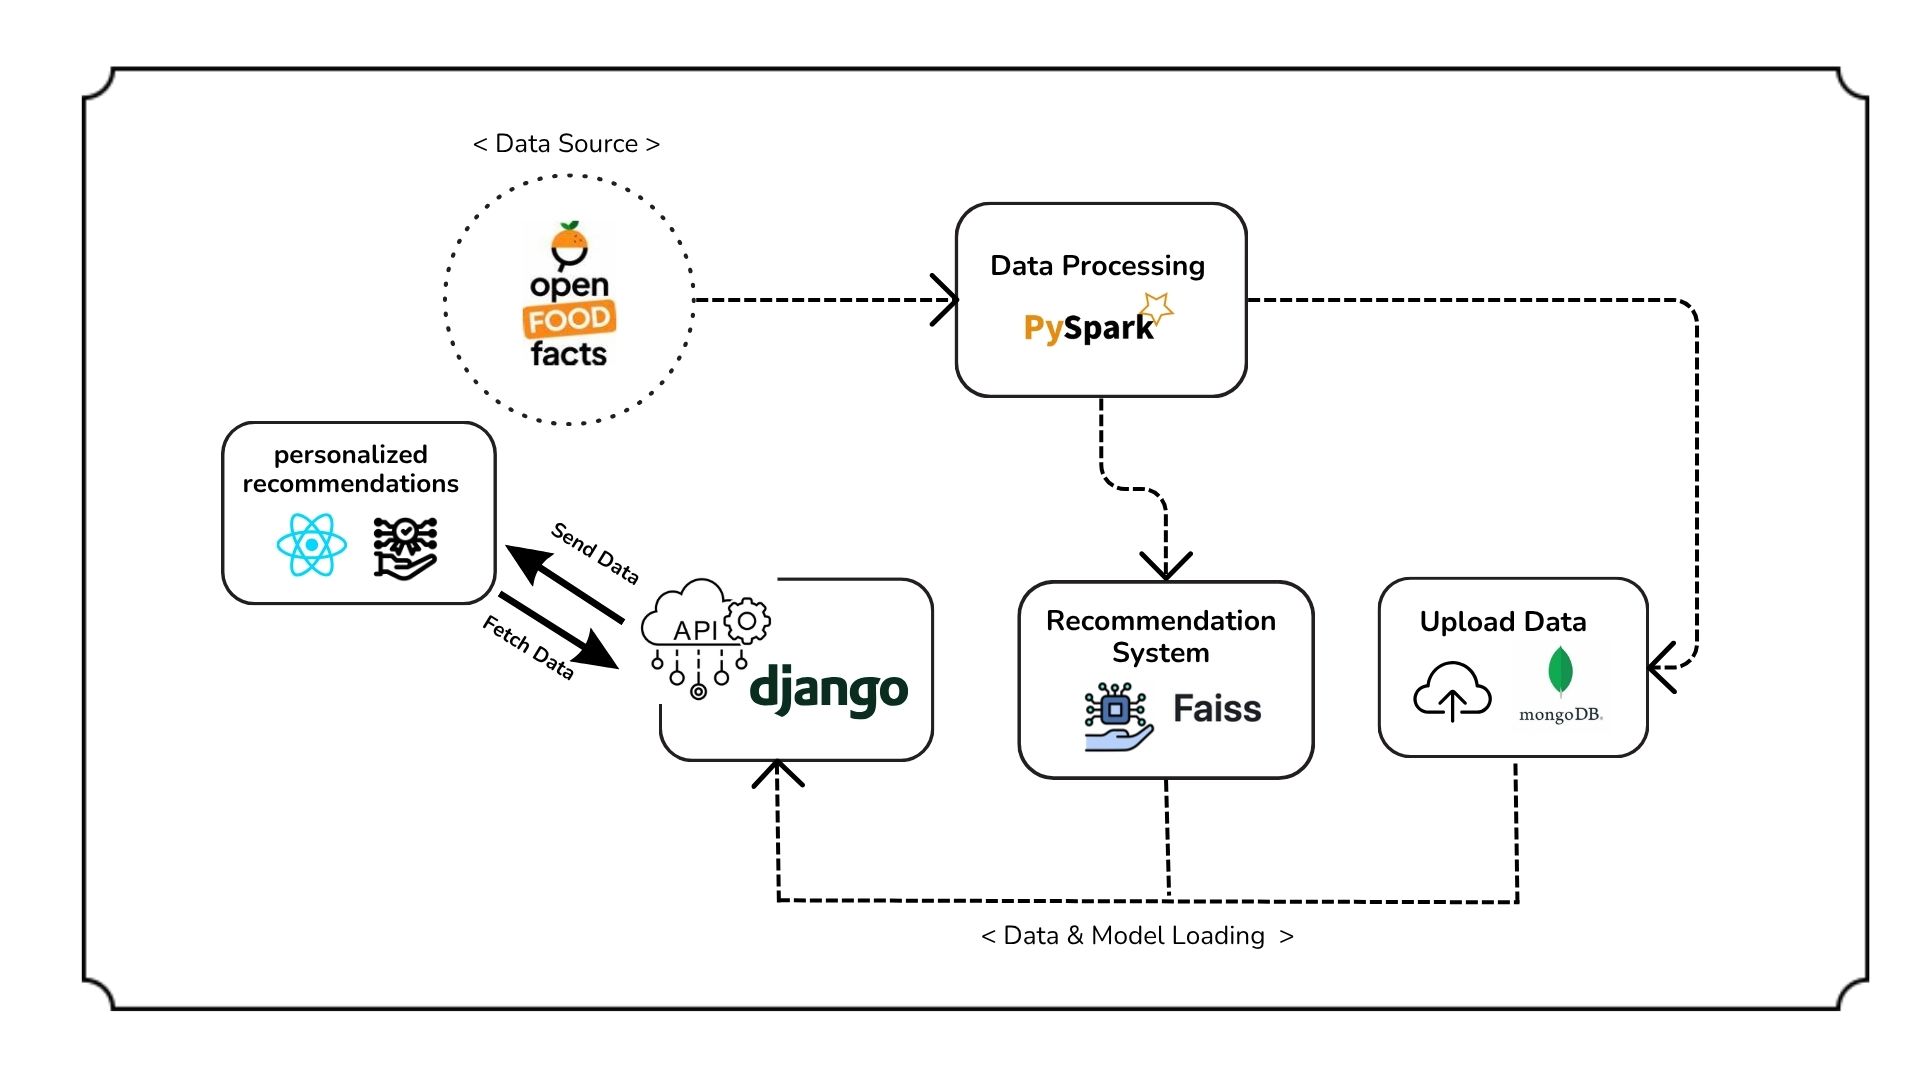 < Data Source >
open
FOOD
facts
Data Processing
PySpark
personalized
recommendations
Send Data
Fetch Data
API
django
Recommendation
System
Faiss
Upload Data
mongoDB.
< Data & Model Loading >